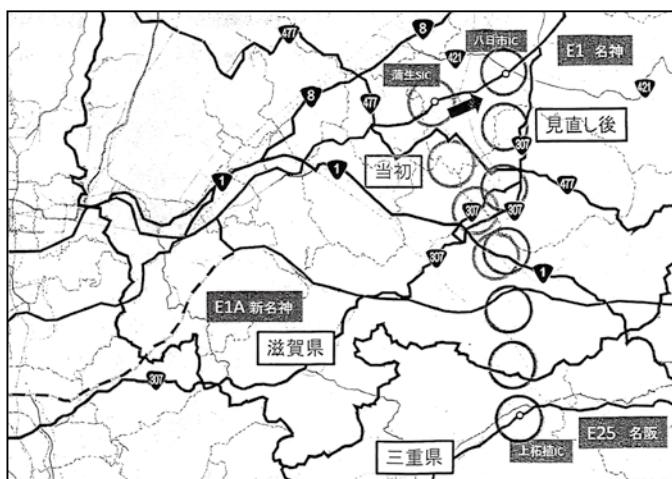 477
8
421
八日市IC
E1 名神
蒲生SIC
421
8
477
見直し後
307
当初
1
1
477
307
307
307
1
E1A 新名神
滋賀県
307
E25 名阪
三重県
上柘植IC